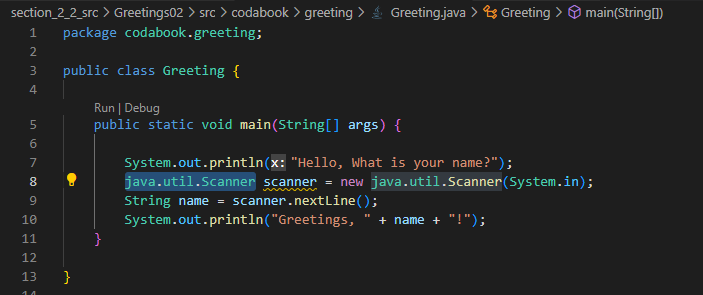 section_2_2_src > Greetings02 > src > codabook > greeting > Greeting.java > Greeting > main(String[])
1 package codabook.greeting;
2
3 public class Greeting {
4
Run | Debug
5 public static void main(String[] args) {
6
7 System.out.println(x: "Hello, What is your name?");
8 java.util.Scanner scanner = new java.util.Scanner(System.in);
9 String name = scanner.nextLine();
10 System.out.println("Greetings, " + name + "!");
11 }
12
13 }